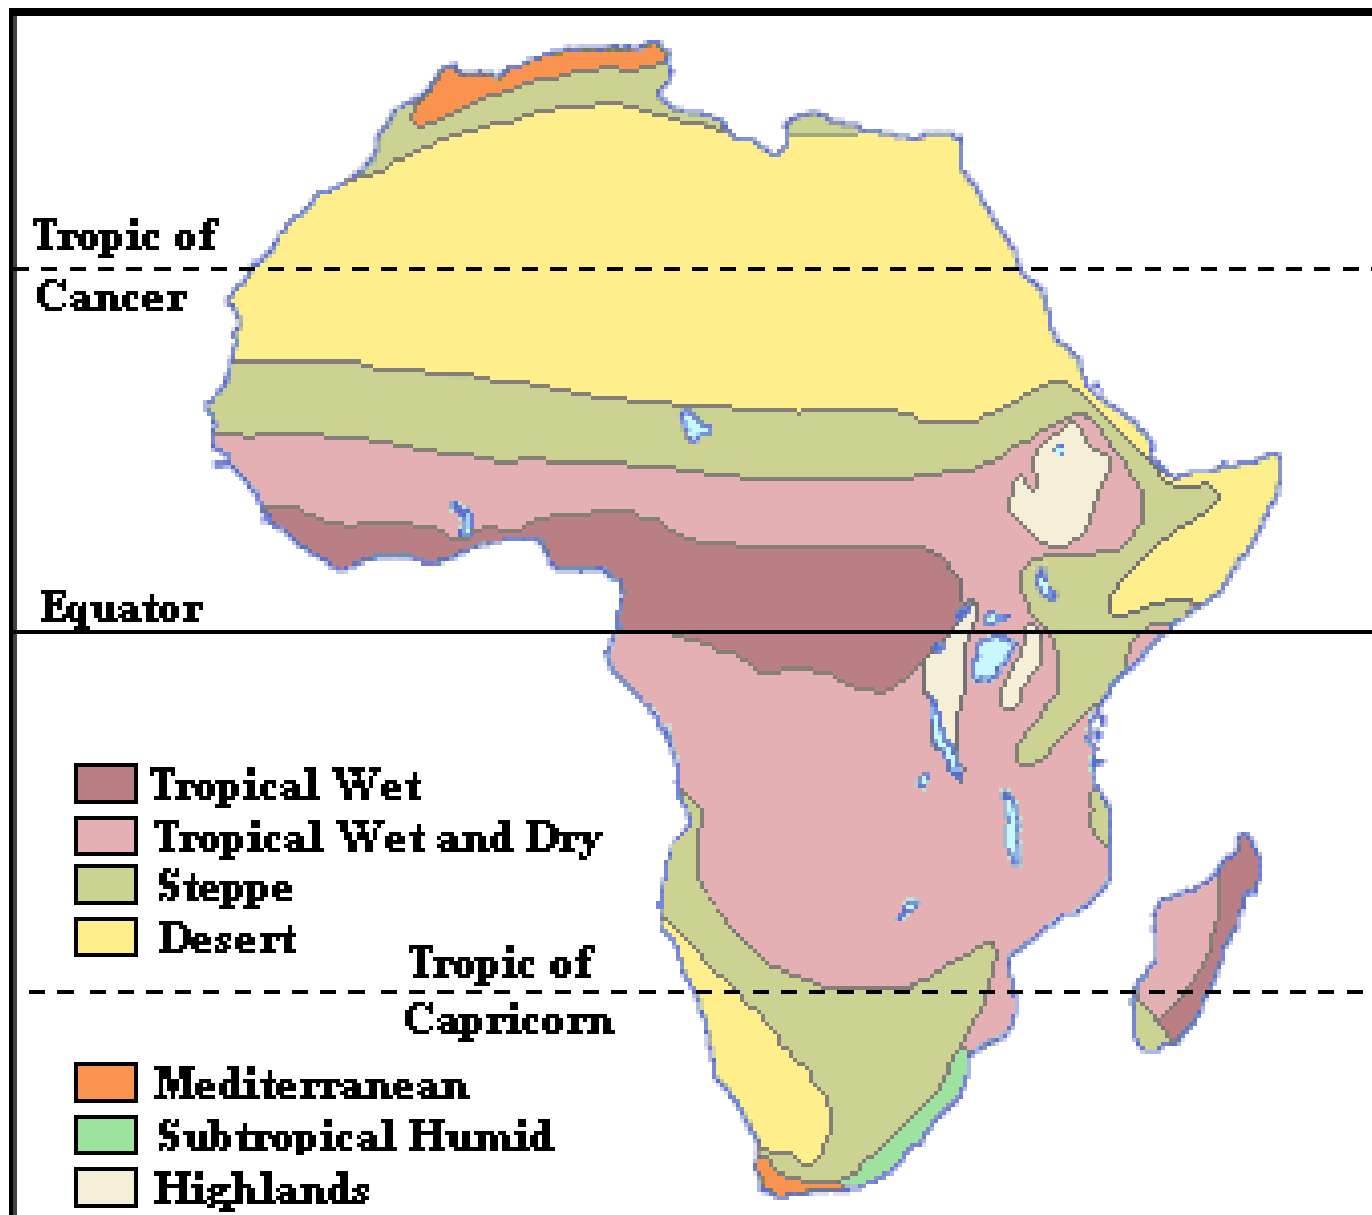 Tropic of
Cancer
Equator
Tropical Wet
Tropical Wet and Dry
Steppe
Desert
Tropic of
Capricorn
Mediterranean
Subtropical Humid
Highlands